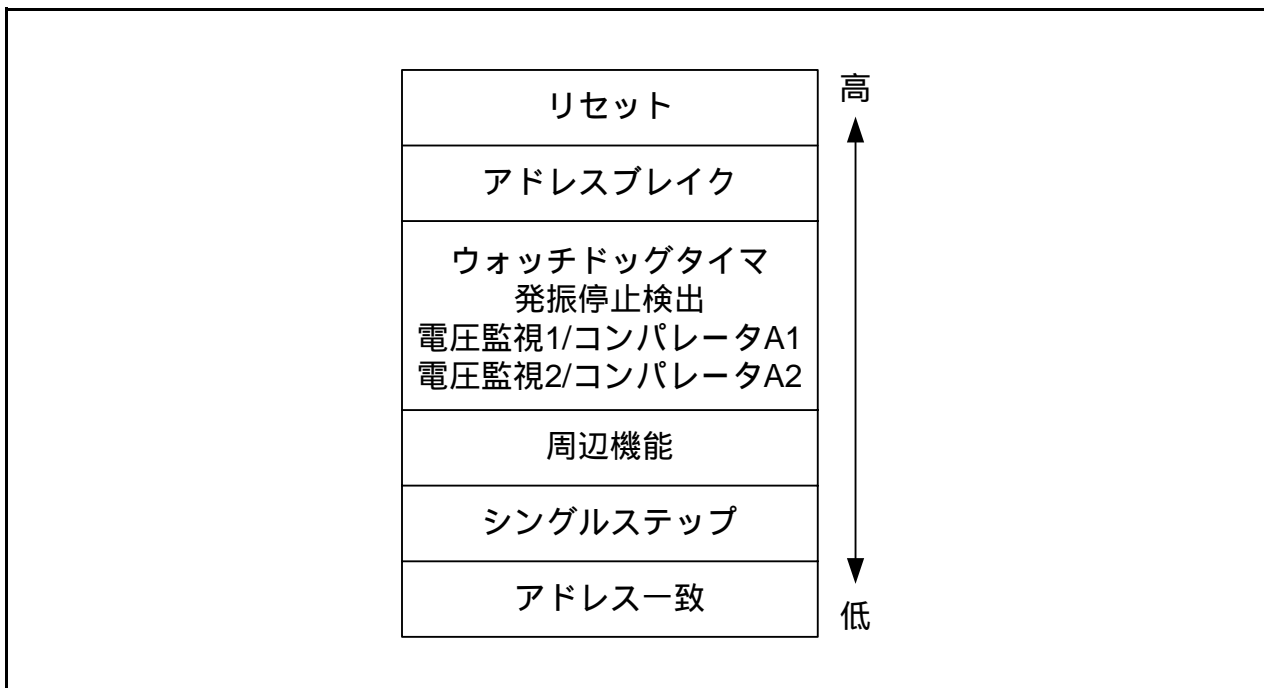 高
リセット
アドレスブレイク
ウォッチドッグタイマ
発振停止検出
電圧監視1/コンパレータA1
電圧監視2/コンパレータA2
周辺機能
シングルステップ
アドレス一致
低